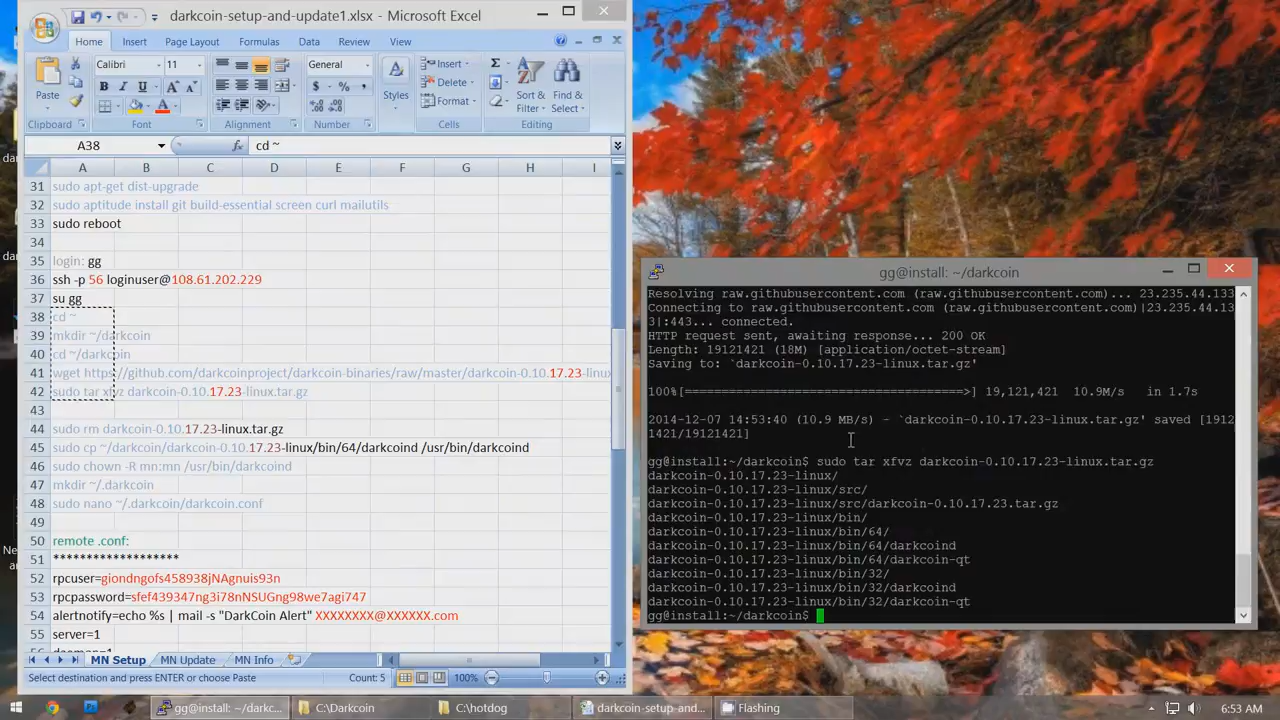 darkcoin-setup-and-update1.xlsx - Microsoft Excel
Home Insert Page Layout Formulas Data Review View
Calibri 11 General Insert Σ
Paste B I U $ % , Styles Delete Sort & Filter Find & Select
Format
Clipboard Font Alignment Number Cells Editing
A38 fx cd ~
A B C D E F G H I
31 sudo apt-get dist-upgrade
32 sudo aptitude install git build-essential screen curl mailutils
33 sudo reboot
34
35 login: gg
36 ssh -p 56 loginuser@108.61.202.229
37 su gg
38 cd ~
39 mkdir ~/darkcoin
40 cd ~/darkcoin
41 wget https://github.com/darkcoinproject/darkcoin-binaries/raw/master/darkcoin-0.10.17.23-linux
42 sudo tar xfvz darkcoin-0.10.17.23-linux.tar.gz
43
44 sudo rm darkcoin-0.10.17.23-linux.tar.gz
45 sudo cp ~/darkcoin/darkcoin-0.10.17.23-linux/bin/64/darkcoind /usr/bin/darkcoind
46 sudo chown -R mn:mn /usr/bin/darkcoind
47 mkdir ~/.darkcoin
48 sudo nano ~/.darkcoin/darkcoin.conf
49
50 remote .conf:
51 *******************
52 rpcuser=giondngofs458938jNAgnuis93n
53 rpcpassword=sfef439347ng3i78nNSUGng98we7agi747
54 alertnotify=echo %s | mail -s "DarkCoin Alert" XXXXXXXX@XXXXXX.com
55 server=1
MN Setup MN Update MN Info
Select destination and press ENTER or choose Paste Count: 5 100%
gg@install: ~/darkcoin
Resolving raw.githubusercontent.com (raw.githubusercontent.com)... 23.235.44.133
Connecting to raw.githubusercontent.com (raw.githubusercontent.com)|23.235.44.13
3|:443... connected.
HTTP request sent, awaiting response... 200 OK
Length: 19121421 (18M) [application/octet-stream]
Saving to: `darkcoin-0.10.17.23-linux.tar.gz'
100%[=====================================>] 19,121,421 10.9M/s in 1.7s
2014-12-07 14:53:40 (10.9 MB/s) - `darkcoin-0.10.17.23-linux.tar.gz' saved [1912
1421/19121421]
gg@install:~/darkcoin$ sudo tar xfvz darkcoin-0.10.17.23-linux.tar.gz
darkcoin-0.10.17.23-linux/
darkcoin-0.10.17.23-linux/src/
darkcoin-0.10.17.23-linux/src/darkcoin-0.10.17.23.tar.gz
darkcoin-0.10.17.23-linux/bin/
darkcoin-0.10.17.23-linux/bin/64/
darkcoin-0.10.17.23-linux/bin/64/darkcoind
darkcoin-0.10.17.23-linux/bin/64/darkcoin-qt
darkcoin-0.10.17.23-linux/bin/32/
darkcoin-0.10.17.23-linux/bin/32/darkcoind
darkcoin-0.10.17.23-linux/bin/32/darkcoin-qt
gg@install:~/darkcoin$
gg@install: ~/darkc... C:\Darkcoin C:\hotdog darkcoin-setup-and... Flashing 6:53 AM